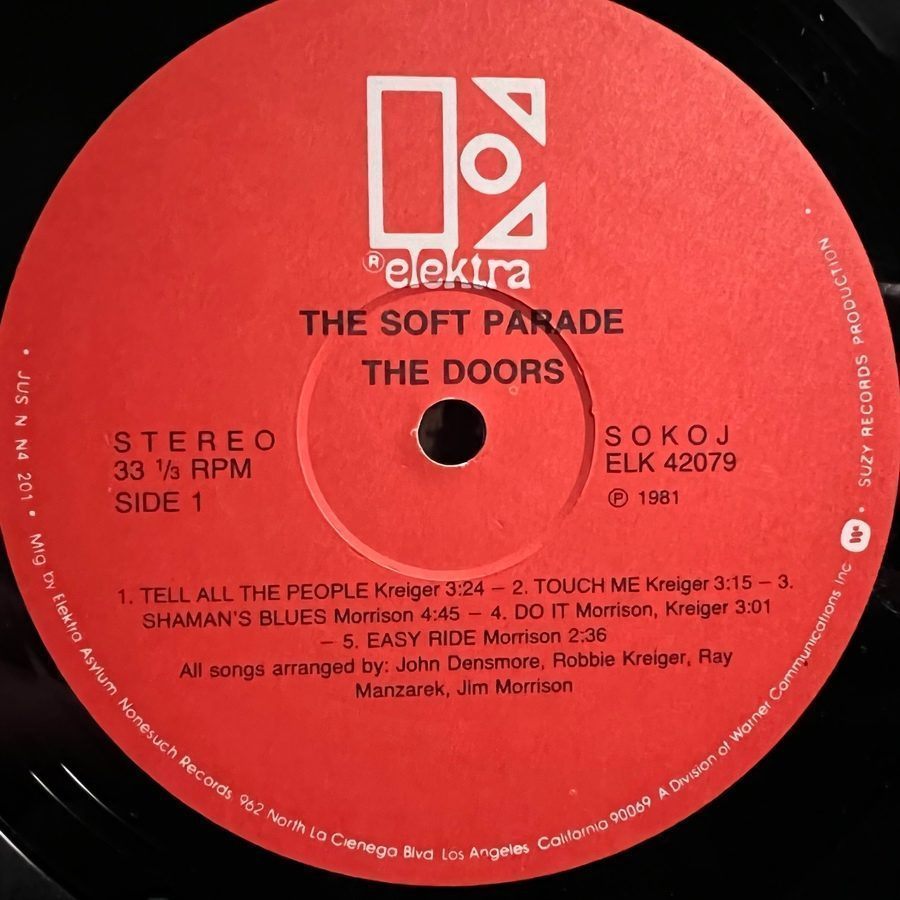 ® elektra
THE SOFT PARADE
THE DOORS
STEREO
33 ⅓ RPM
SIDE 1
SOKOJ
ELK 42079
℗ 1981
1. TELL ALL THE PEOPLE Kreiger 3:24 – 2. TOUCH ME Kreiger 3:15 – 3.
SHAMAN'S BLUES Morrison 4:45 – 4. DO IT Morrison, Kreiger 3:01
– 5. EASY RIDE Morrison 2:36
All songs arranged by: John Densmore, Robbie Kreiger, Ray
Manzarek, Jim Morrison
• JUS N N4 201 • Mfg by Elektra Asylum Nonesuch Records 962 North La Cienega Blvd Los Angeles California 90069 A Division of Warner Communications Inc • SUZY RECORDS PRODUCTION •